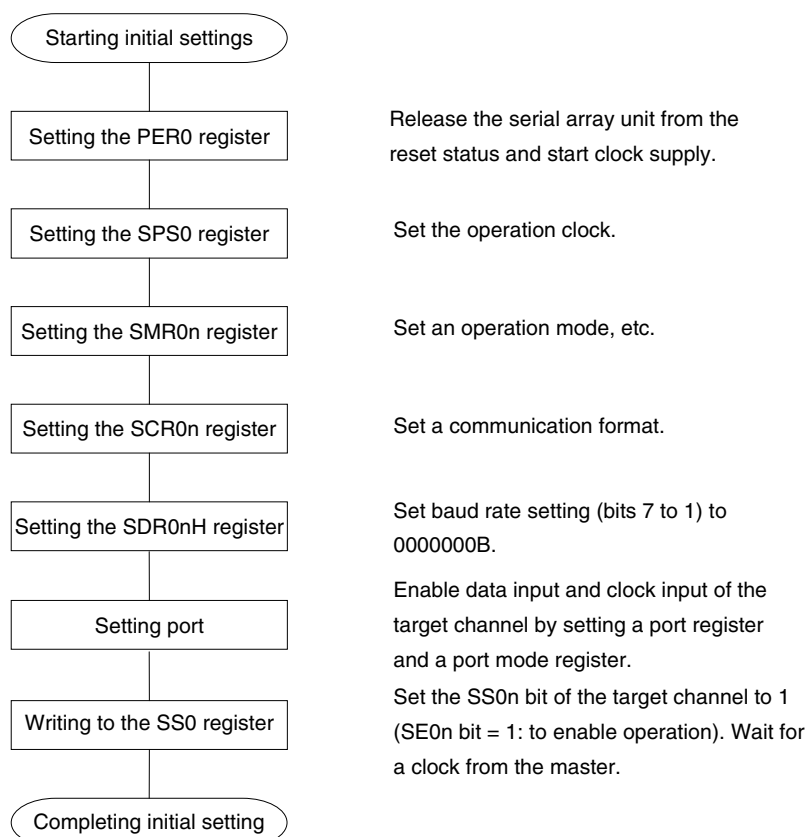 Starting initial settings
Setting the PER0 register
Release the serial array unit from the
reset status and start clock supply.
Setting the SPS0 register
Set the operation clock.
Setting the SMR0n register
Set an operation mode, etc.
Setting the SCR0n register
Set a communication format.
Setting the SDR0nH register
Set baud rate setting (bits 7 to 1) to
0000000B.
Setting port
Enable data input and clock input of the
target channel by setting a port register
and a port mode register.
Writing to the SS0 register
Set the SS0n bit of the target channel to 1
(SE0n bit = 1: to enable operation). Wait for
a clock from the master.
Completing initial setting